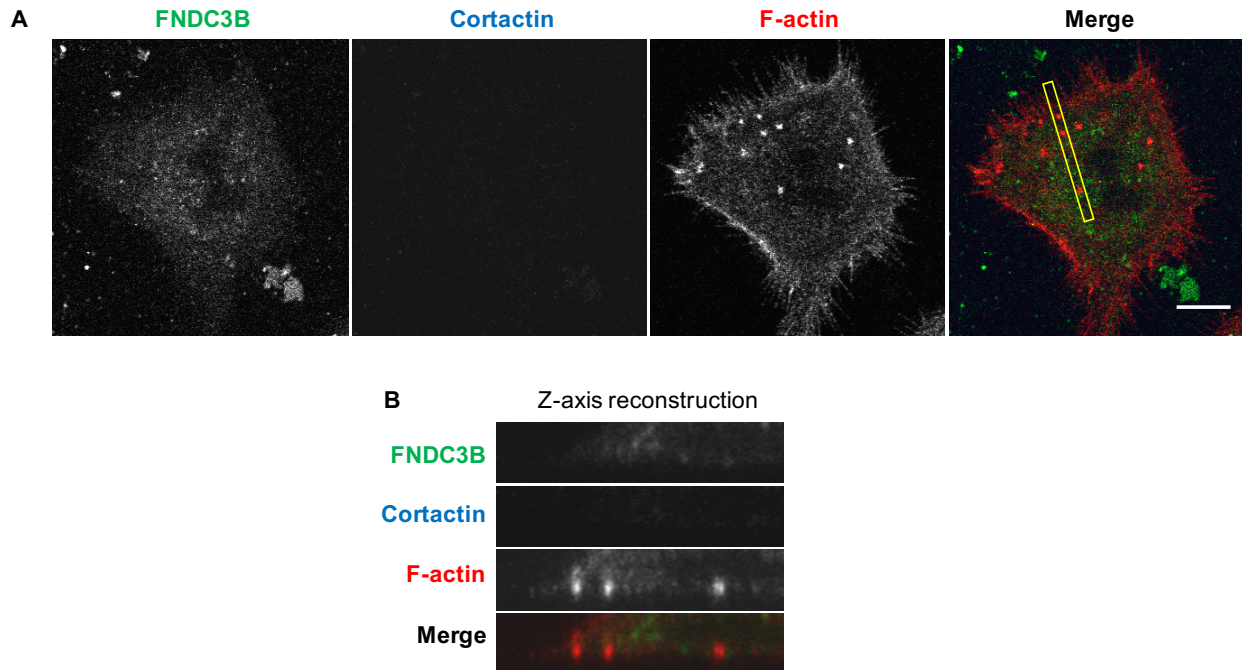 A
FNDC3B Cortactin F-actin Merge
B
Z-axis reconstruction
FNDC3B
Cortactin
F-actin
Merge